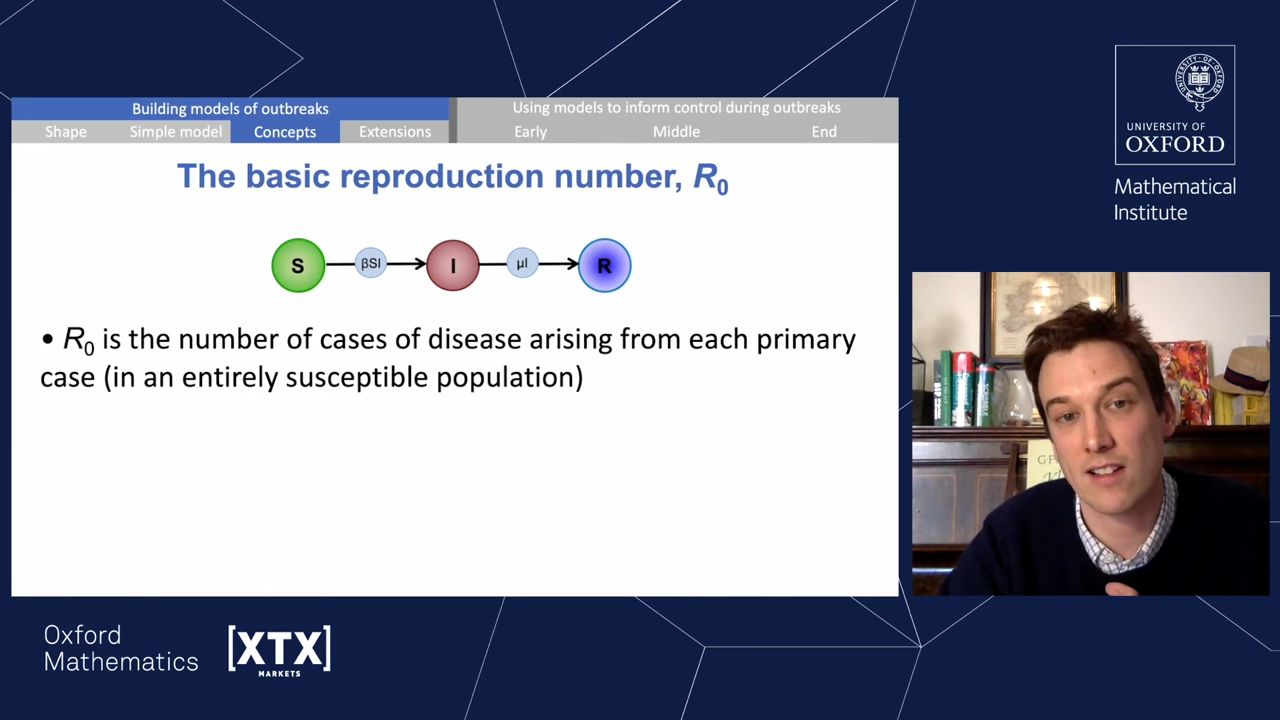 Building models of outbreaks
Using models to inform control during outbreaks
Shape
Simple model
Concepts
Extensions
Early
Middle
End
The basic reproduction number, R₀
S
βSI
I
μI
R
• R₀ is the number of cases of disease arising from each primary
case (in an entirely susceptible population)
UNIVERSITY OF
OXFORD
Mathematical
Institute
SCRABBLE
Oxford
Mathematics
[XTX]
MARKETS